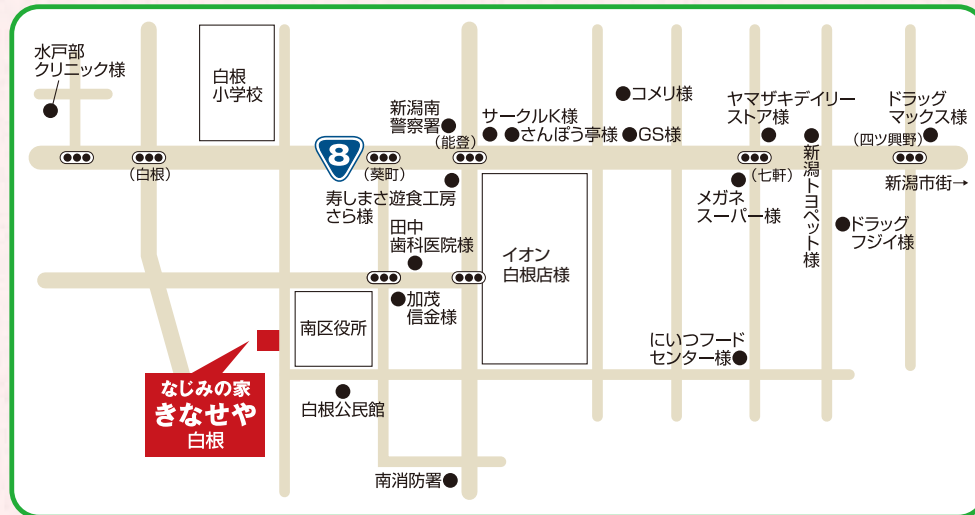 水戸部
クリニック様
白根
小学校
新潟南
警察署
(能登)
サークルK様
さんぽう亭様
コメリ様
GS様
ヤマザキデイリー
ストア様
ドラッグ
マックス様
(四ツ興野)
(白根)
8
(葵町)
(七軒)
新潟トヨペット様
新潟市街→
寿しまさ遊食工房
さら様
メガネ
スーパー様
ドラッグ
フジイ様
田中
歯科医院様
イオン
白根店様
加茂
信金様
南区役所
にいつフード
センター様
なじみの家
きなせや
白根
白根公民館
南消防署